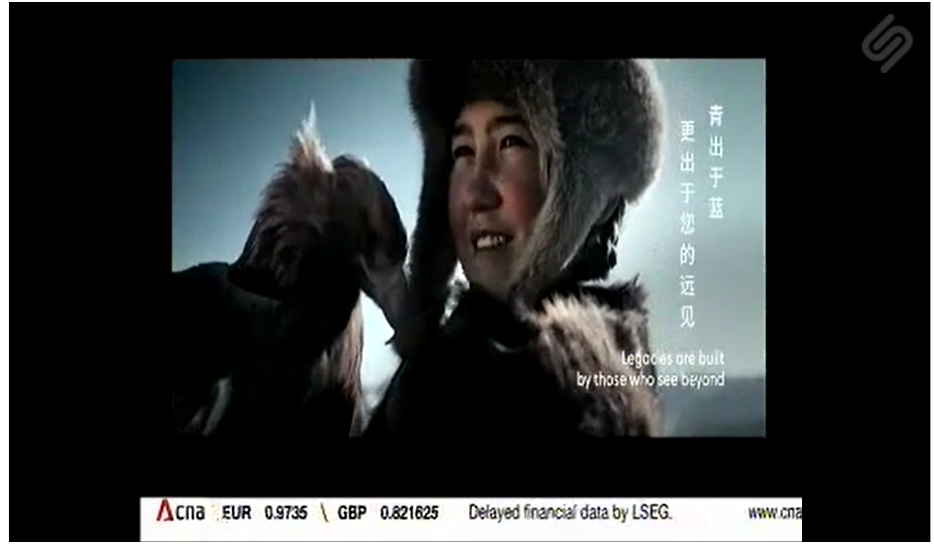 青出于蓝
更出于您的远见
Legacies are built
by those who see beyond
cna EUR 0.9735 \ GBP 0.821625 Delayed financial data by LSEG. www.cna